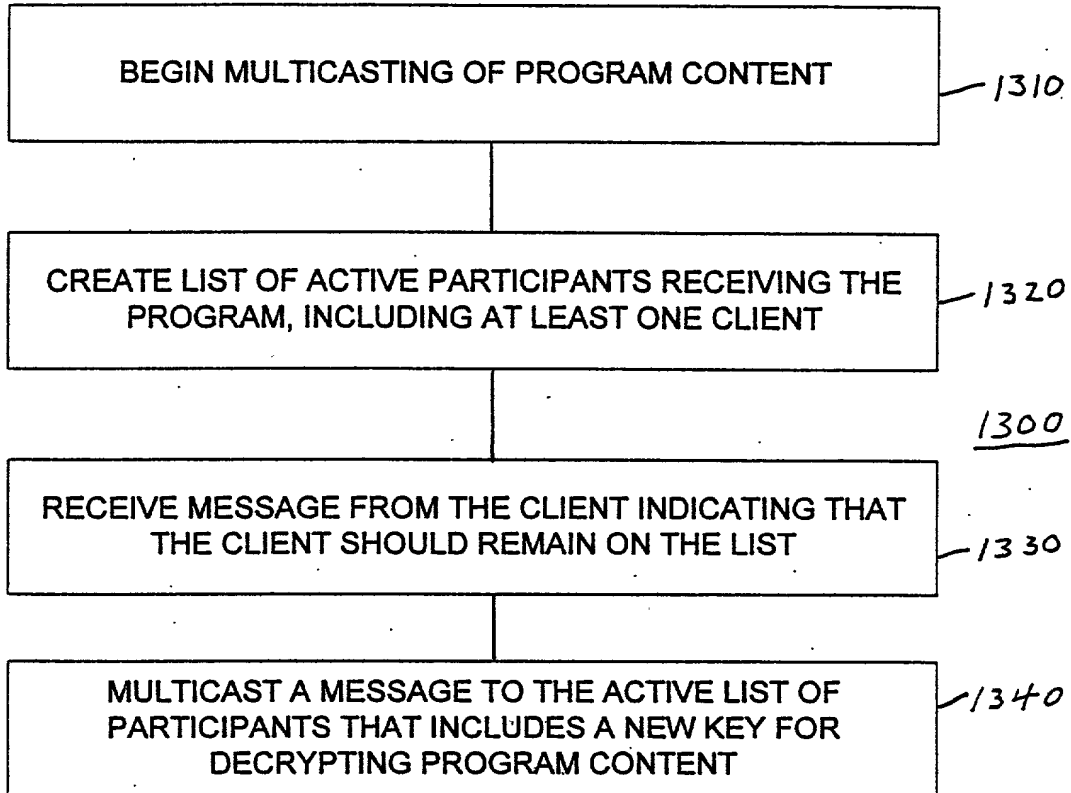 BEGIN MULTICASTING OF PROGRAM CONTENT
1310
CREATE LIST OF ACTIVE PARTICIPANTS RECEIVING THE
PROGRAM, INCLUDING AT LEAST ONE CLIENT
1320
1300
RECEIVE MESSAGE FROM THE CLIENT INDICATING THAT
THE CLIENT SHOULD REMAIN ON THE LIST
1330
MULTICAST A MESSAGE TO THE ACTIVE LIST OF
PARTICIPANTS THAT INCLUDES A NEW KEY FOR
DECRYPTING PROGRAM CONTENT
1340